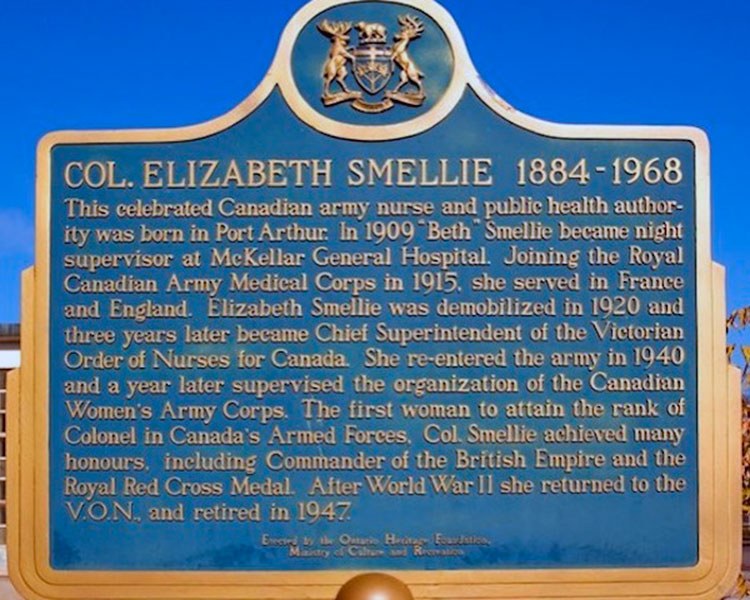 COL. ELIZABETH SMELLIE 1884-1968
This celebrated Canadian army nurse and public health author-
ity was born in Port Arthur. In 1909 "Beth" Smellie became night
supervisor at McKellar General Hospital. Joining the Royal
Canadian Army Medical Corps in 1915, she served in France
and England. Elizabeth Smellie was demobilized in 1920 and
three years later became Chief Superintendent of the Victorian
Order of Nurses for Canada. She re-entered the army in 1940
and a year later supervised the organization of the Canadian
Women's Army Corps. The first woman to attain the rank of
Colonel in Canada's Armed Forces, Col. Smellie achieved many
honours, including Commander of the British Empire and the
Royal Red Cross Medal. After World War II she returned to the
V.O.N., and retired in 1947.
Erected by the Ontario Heritage Foundation,
Ministry of Culture and Recreation